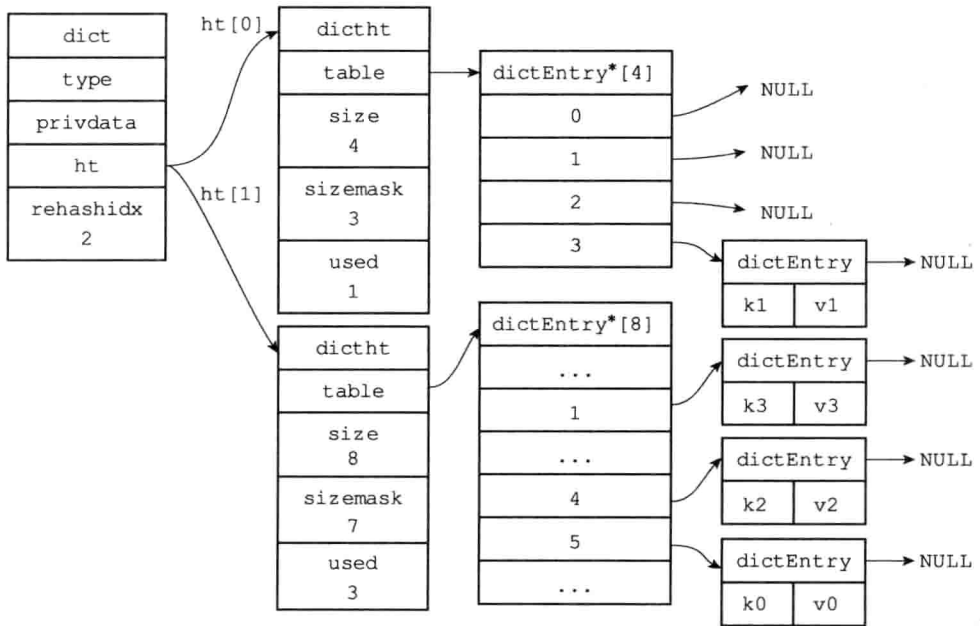 dict
type
privdata
ht
rehashidx
2
ht[0]
ht[1]
dictht
table
size
4
sizemask
3
used
1
dictEntry*[4]
0
1
2
3
NULL
NULL
NULL
dictEntry
k1 v1
NULL
dictht
table
size
8
sizemask
7
used
3
dictEntry*[8]
...
1
...
4
5
...
dictEntry
k3 v3
NULL
dictEntry
k2 v2
NULL
dictEntry
k0 v0
NULL